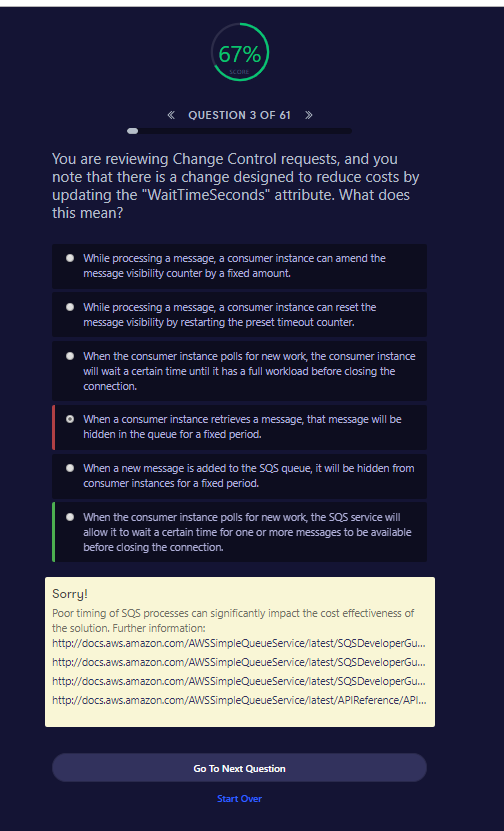 67%
SCORE
« QUESTION 3 OF 61 »
You are reviewing Change Control requests, and you
note that there is a change designed to reduce costs by
updating the "WaitTimeSeconds" attribute. What does
this mean?
While processing a message, a consumer instance can amend the
message visibility counter by a fixed amount.
While processing a message, a consumer instance can reset the
message visibility by restarting the preset timeout counter.
When the consumer instance polls for new work, the consumer instance
will wait a certain time until it has a full workload before closing the
connection.
When a consumer instance retrieves a message, that message will be
hidden in the queue for a fixed period.
When a new message is added to the SQS queue, it will be hidden from
consumer instances for a fixed period.
When the consumer instance polls for new work, the SQS service will
allow it to wait a certain time for one or more messages to be available
before closing the connection.
Sorry!
Poor timing of SQS processes can significantly impact the cost effectiveness of
the solution. Further information:
http://docs.aws.amazon.com/AWSSimpleQueueService/latest/SQSDeveloperGu...
http://docs.aws.amazon.com/AWSSimpleQueueService/latest/SQSDeveloperGu...
http://docs.aws.amazon.com/AWSSimpleQueueService/latest/SQSDeveloperGu...
http://docs.aws.amazon.com/AWSSimpleQueueService/latest/APIReference/API...
Go To Next Question
Start Over